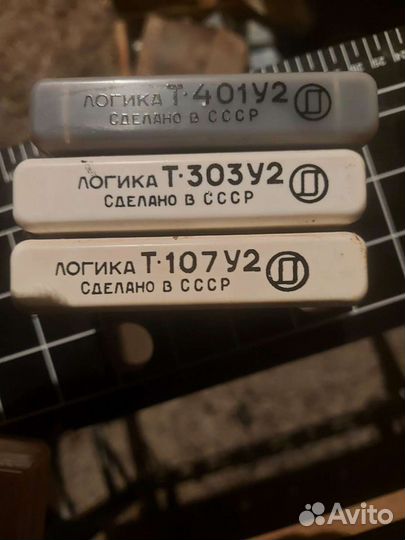 ЛОГИКА Т·401У2
СДЕЛАНО В СССР
ЛОГИКА Т·303У2
СДЕЛАНО В СССР
ЛОГИКА Т·107У2
СДЕЛАНО В СССР
Avito